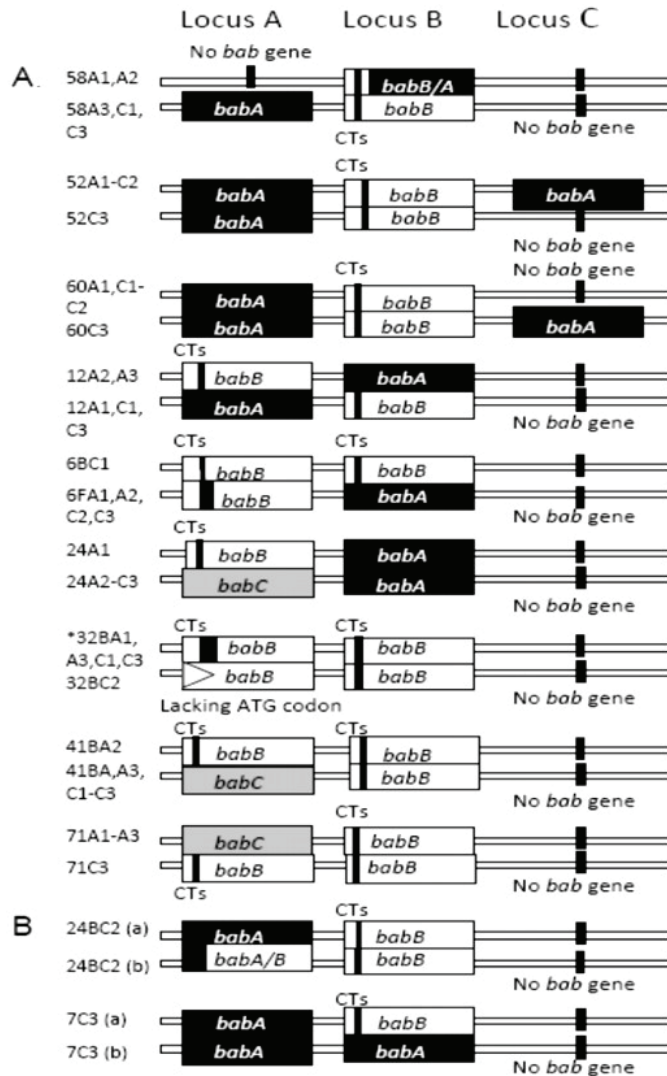 Locus A Locus B Locus C
No bab gene
A.
58A1,A2 babB/A
58A3,C1, babA babB
C3 No bab gene
CTs
CTs
52A1-C2 babA babB babA
52C3 babA babB
No bab gene
CTs No bab gene
60A1,C1- babA babB
C2
60C3 babA babB babA
CTs
12A2,A3 babB babA
12A1,C1, babA babB
C3 No bab gene
CTs CTs
6BC1 babB babB
6FA1,A2, babB babA
C2,C3 No bab gene
CTs
24A1 babB babA
24A2-C3 babC babA
No bab gene
CTs CTs
*32BA1, babB babB
A3,C1,C3
32BC2 babB babB
No bab gene
Lacking ATG codon
CTs CTs
41BA2 babB babB
41BA,A3, babC babB
C1-C3 No bab gene
CTs
71A1-A3 babC babB
71C3 babB babB
CTs No bab gene
B CTs
24BC2 (a) babA babB
24BC2 (b) babA/B babB
No bab gene
CTs
7C3 (a) babA babB
7C3 (b) babA babA
No bab gene